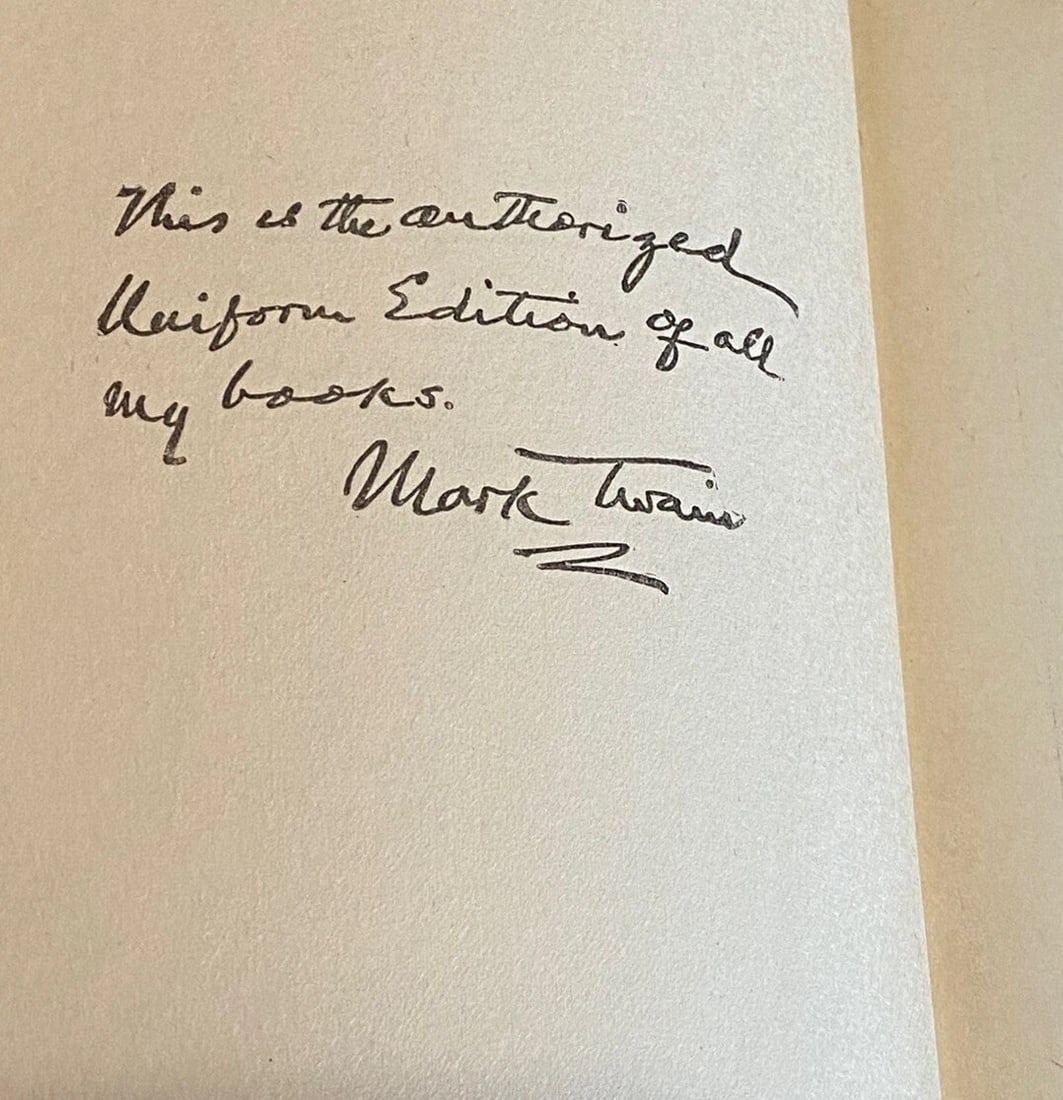 This is the authorized
Uniform Edition of all
my books.
Mark Twain